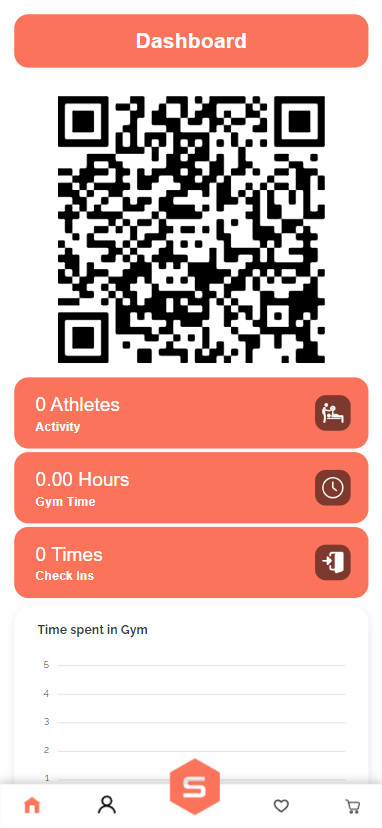 Dashboard
0 Athletes
Activity
0.00 Hours
Gym Time
0 Times
Check Ins
Time spent in Gym
5
4
3
2
1
S